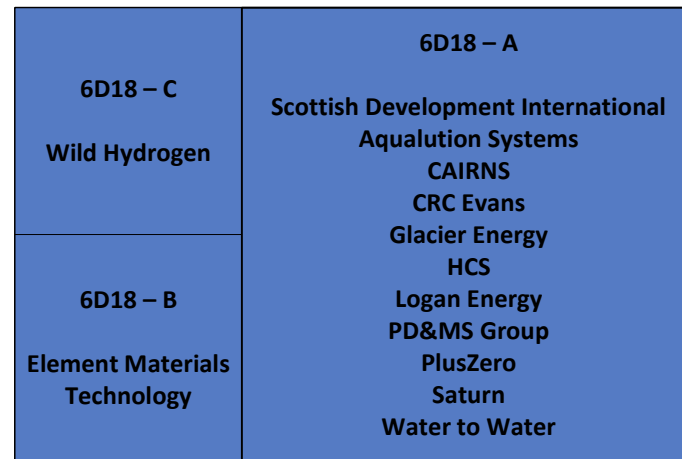 6D18 – C
Wild Hydrogen
6D18 – B
Element Materials
Technology
6D18 – A
Scottish Development International
Aqualution Systems
CAIRNS
CRC Evans
Glacier Energy
HCS
Logan Energy
PD&MS Group
PlusZero
Saturn
Water to Water